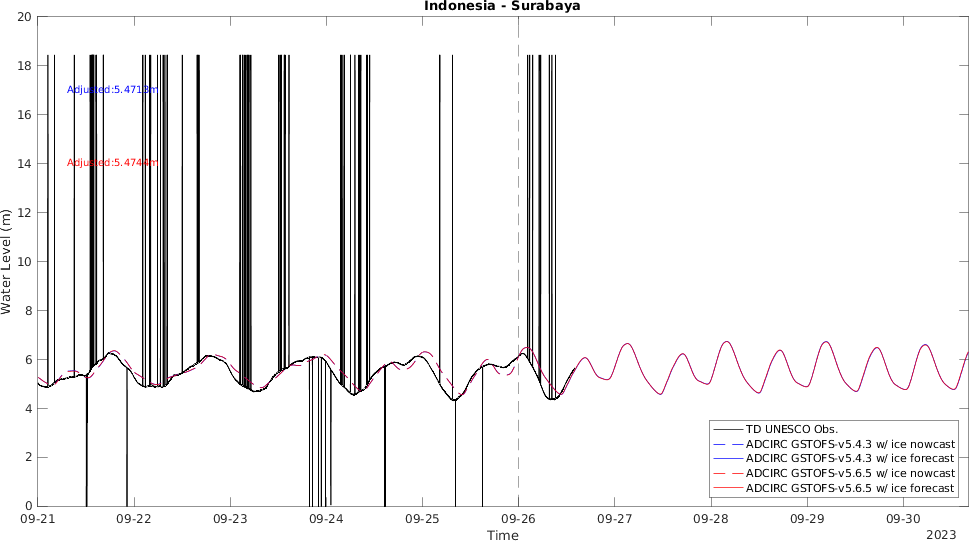 Indonesia - Surabaya
20
18
16
14
12
10
8
6
4
2
0
Water Level (m)
Adjusted:5.4713m
Adjusted:5.4744m
TD UNESCO Obs.
ADCIRC GSTOFS-v5.4.3 w/ ice nowcast
ADCIRC GSTOFS-v5.4.3 w/ ice forecast
ADCIRC GSTOFS-v5.6.5 w/ ice nowcast
ADCIRC GSTOFS-v5.6.5 w/ ice forecast
09-21 09-22 09-23 09-24 09-25 09-26 09-27 09-28 09-29 09-30
Time
2023